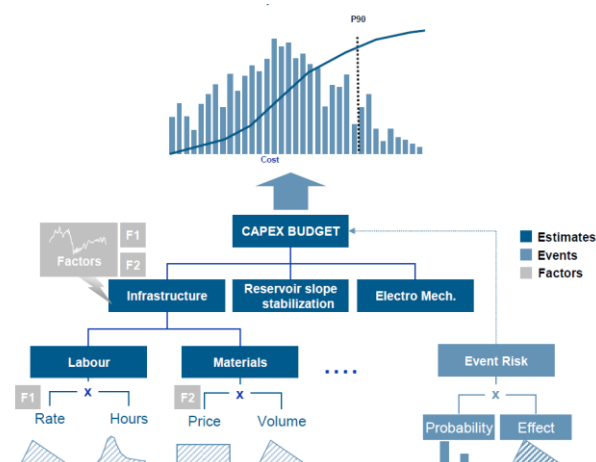 P90
Cost
CAPEX BUDGET
Estimates
Events
Factors
F1
Factors
F2
Infrastructure
Reservoir slope
stabilization
Electro Mech.
Labour
Materials
....
Event Risk
F1
x
F2
x
x
Rate
Hours
Price
Volume
Probability
Effect